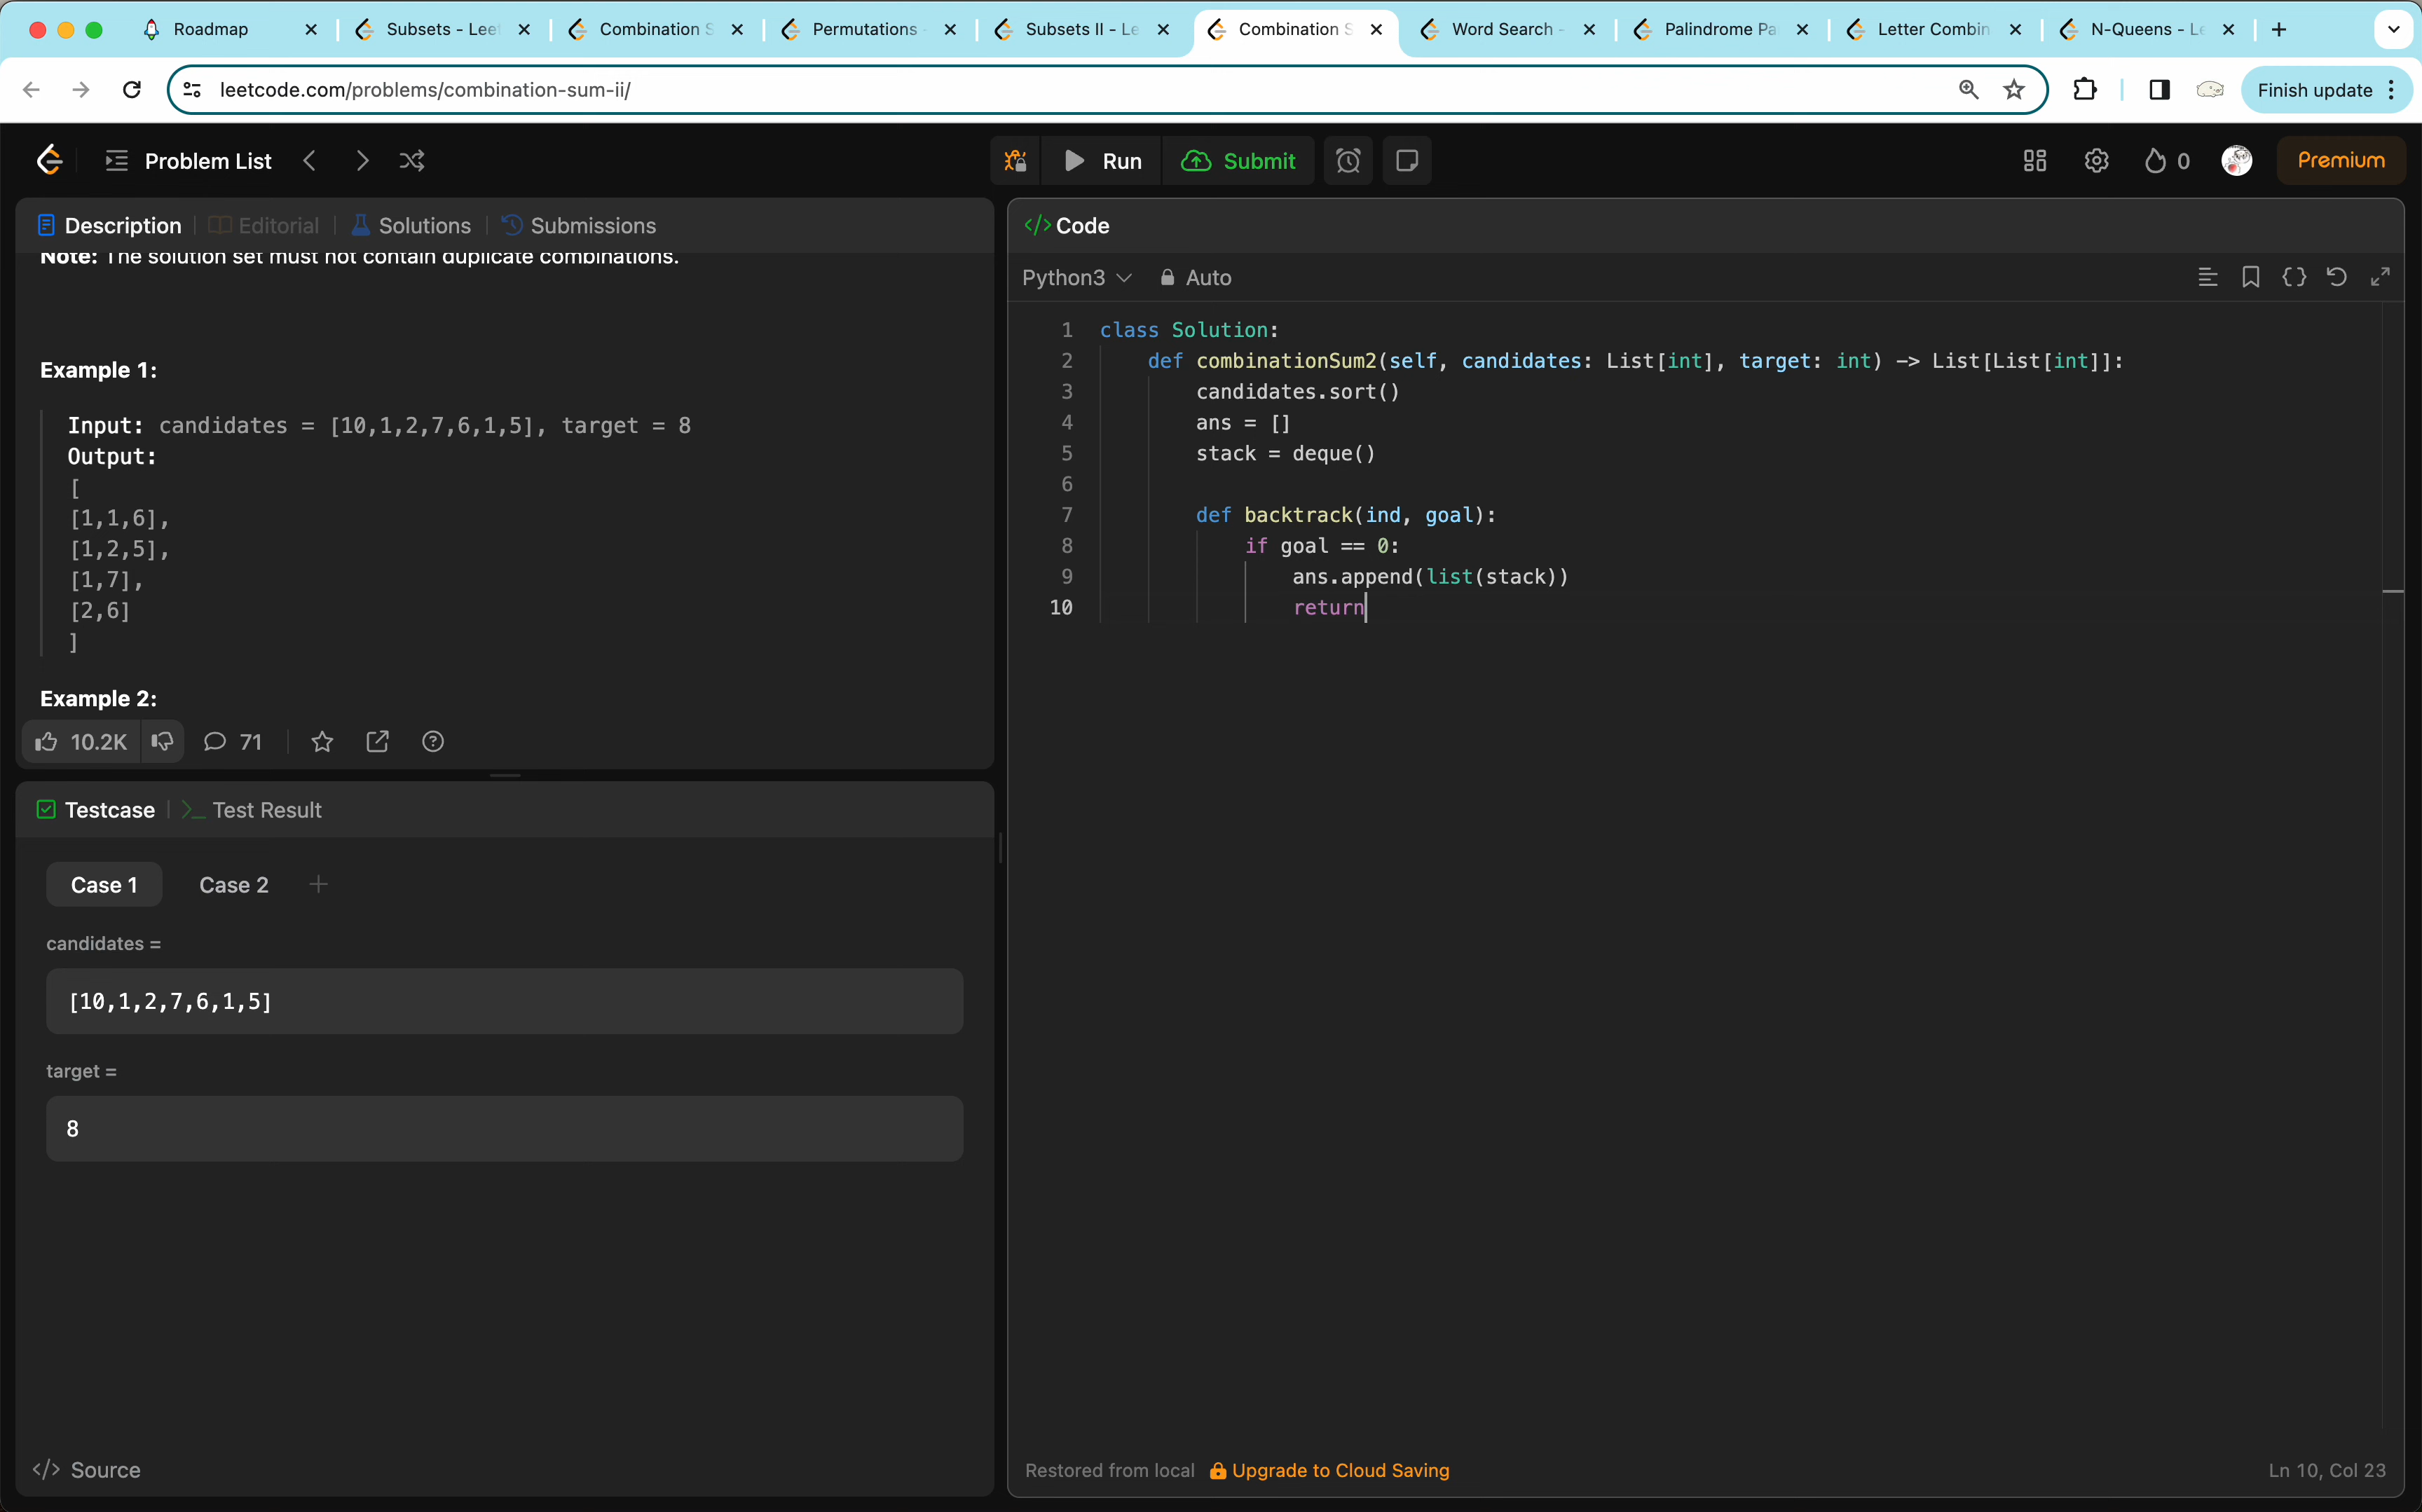 Roadmap
Subsets - Leet
Combination S
Permutations -
Subsets II - Le
Combination S
Word Search -
Palindrome Pa
Letter Combin
N-Queens - Le
leetcode.com/problems/combination-sum-ii/
Finish update
Problem List
Run
Submit
0
Premium
Description
Editorial
Solutions
Submissions
Note: The solution set must not contain duplicate combinations.
Example 1:
Input: candidates = [10,1,2,7,6,1,5], target = 8
Output:
[
[1,1,6],
[1,2,5],
[1,7],
[2,6]
]
Example 2:
10.2K
71
Testcase
>_ Test Result
Case 1
Case 2
candidates =
[10,1,2,7,6,1,5]
target =
8
</> Source
</> Code
Python3
Auto
1 class Solution:
2 def combinationSum2(self, candidates: List[int], target: int) -> List[List[int]]:
3 candidates.sort()
4 ans = []
5 stack = deque()
6
7 def backtrack(ind, goal):
8 if goal == 0:
9 ans.append(list(stack))
10 return
Restored from local
Upgrade to Cloud Saving
Ln 10, Col 23